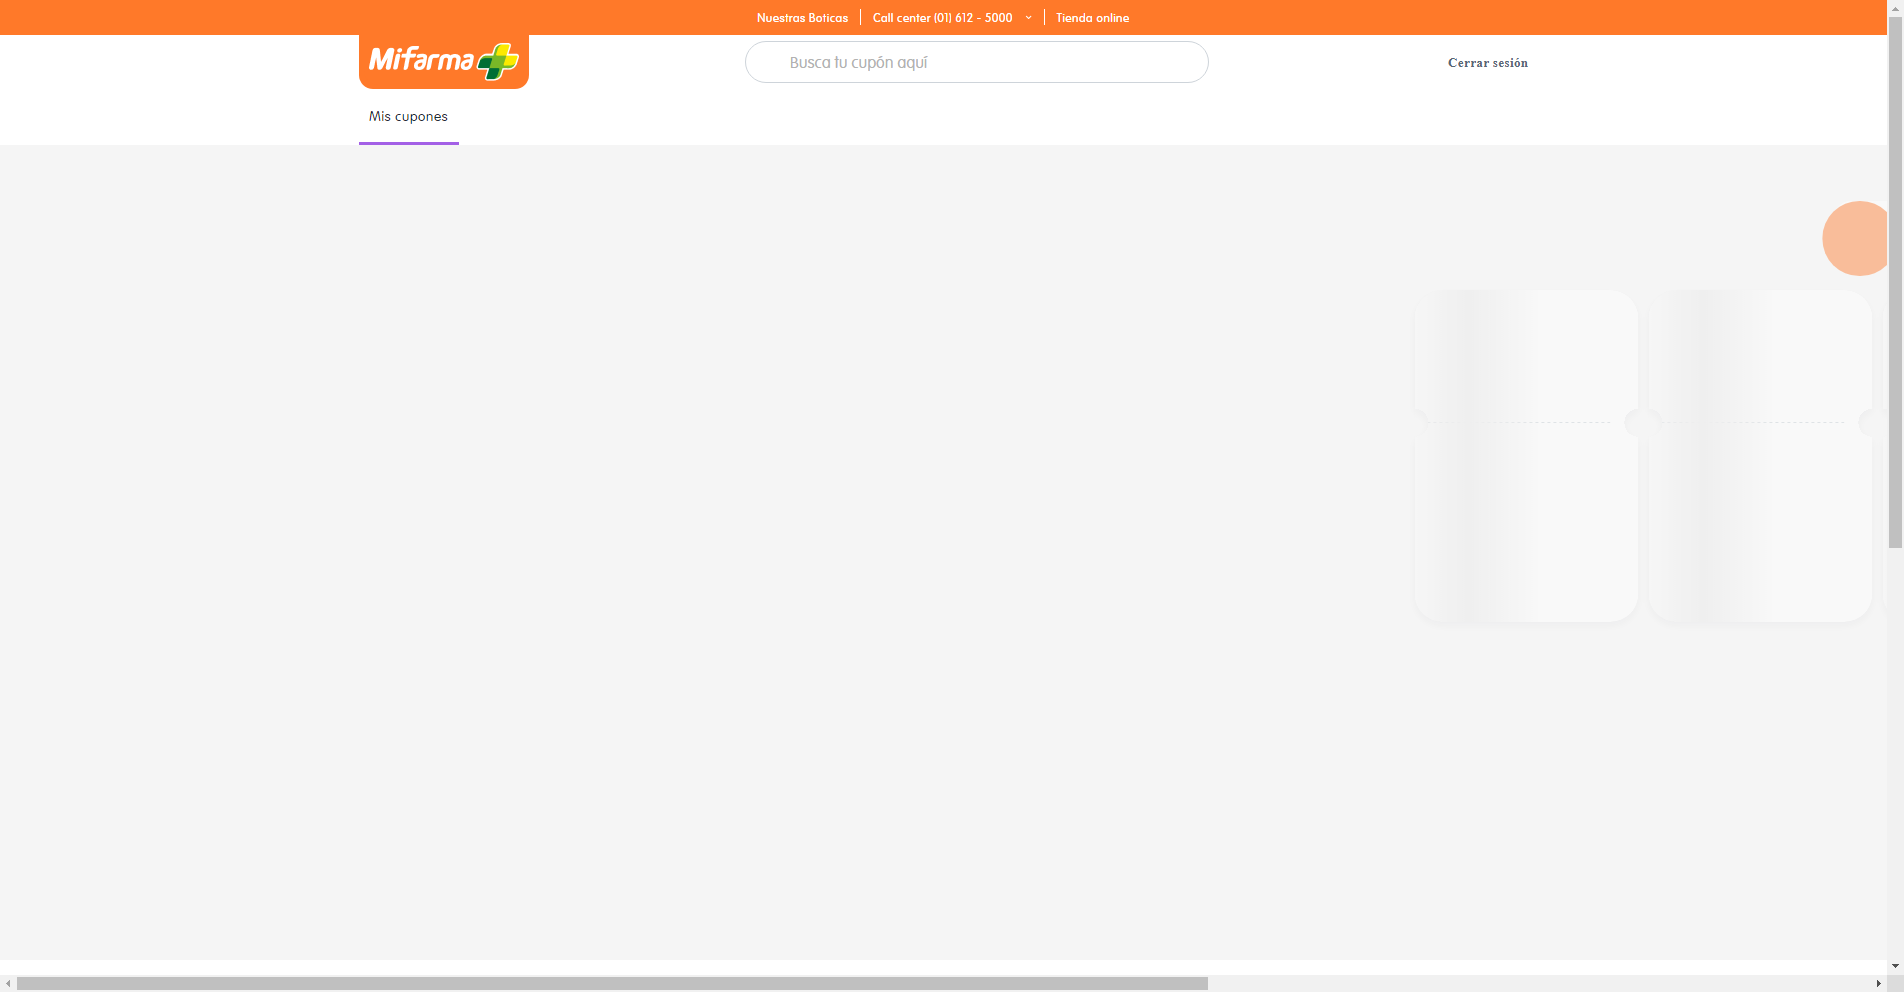 Nuestras Boticas
Call center (01) 612 - 5000
Tienda online
Mifarma
Busca tu cupón aquí
Cerrar sesión
Mis cupones